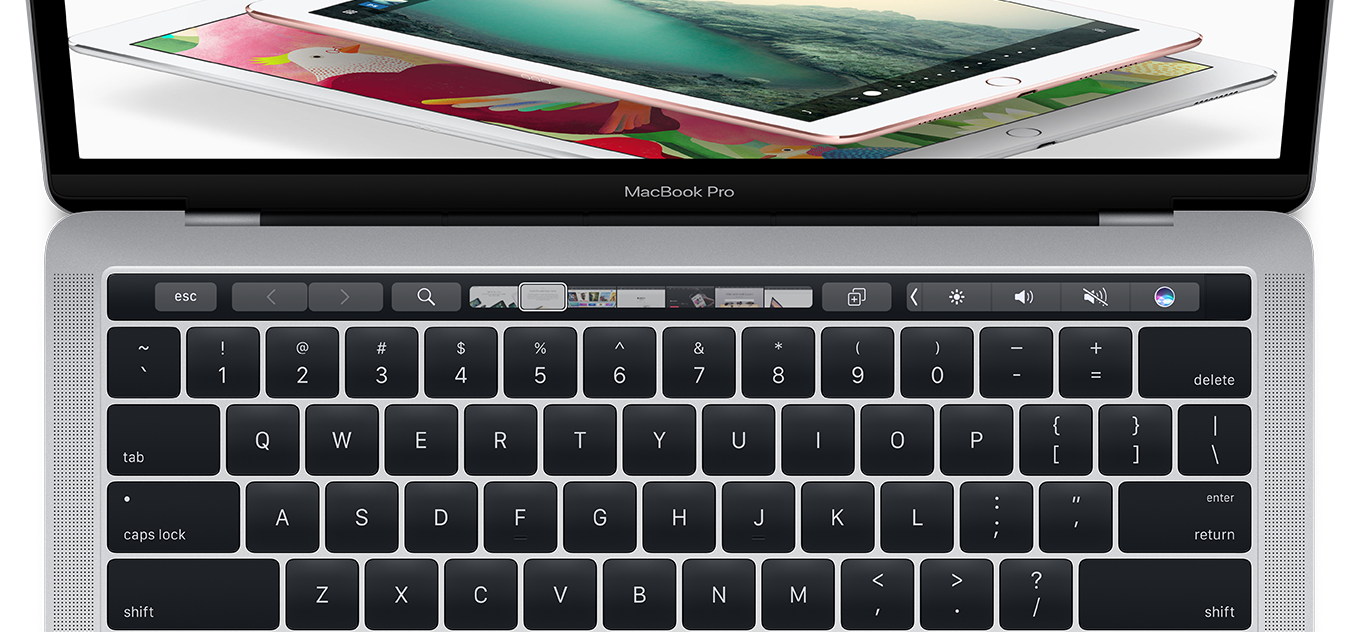 MacBook Pro
esc
~ ! @ # $ % ^ & * ( ) — +
` 1 2 3 4 5 6 7 8 9 0 - = delete
Q W E R T Y U I O P { } |
tab [ ] \
A S D F G H J K L : " enter
caps lock ; ' return
Z X C V B N M < > ?
shift , . / shift